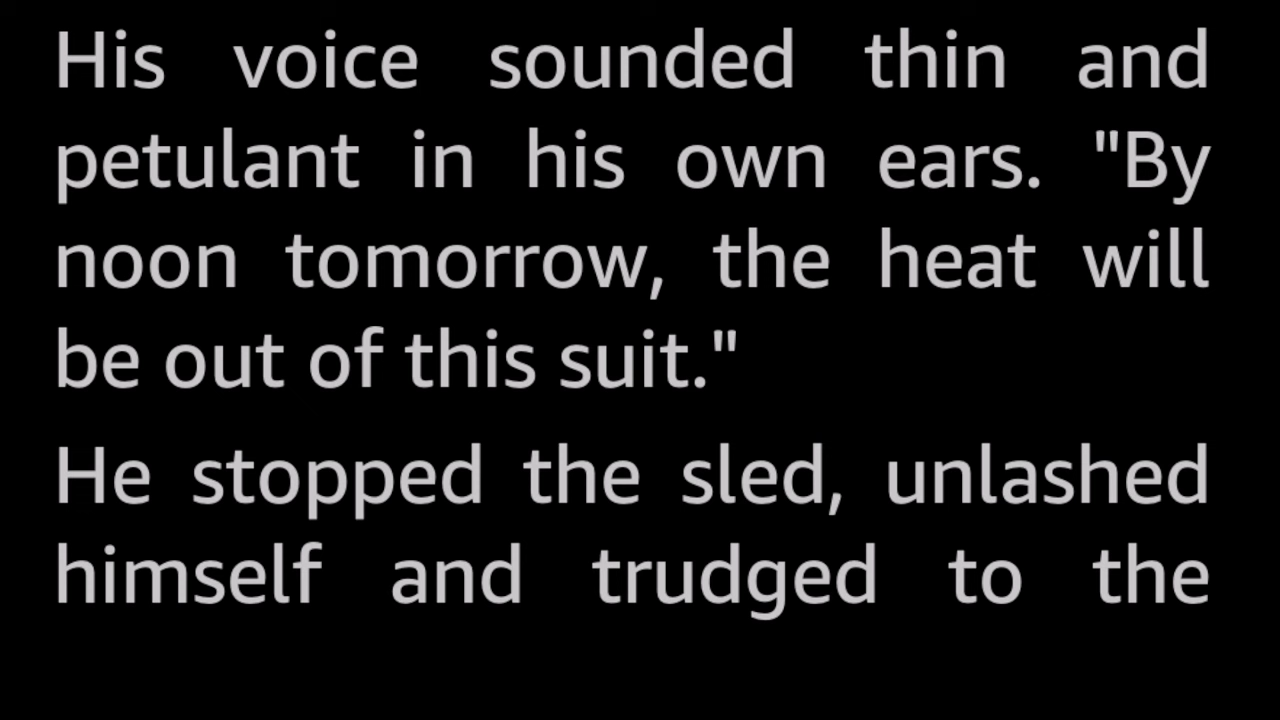 His voice sounded thin and
petulant in his own ears. "By
noon tomorrow, the heat will
be out of this suit."
He stopped the sled, unlashed
himself and trudged to the